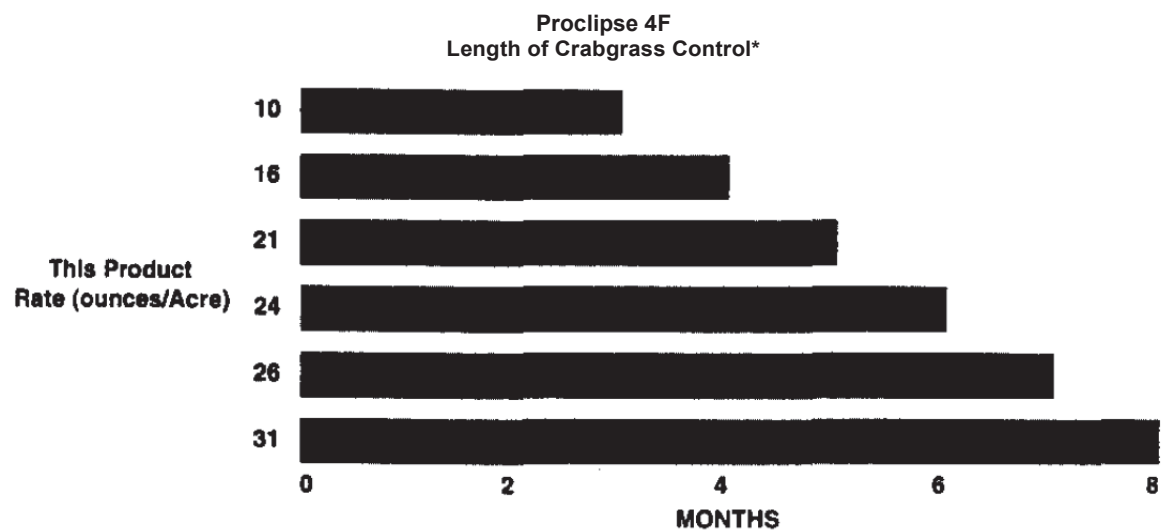 Proclipse 4F
Length of Crabgrass Control*
10
16
21
This Product
Rate (ounces/Acre)
24
26
31
0 2 4 6 8
MONTHS